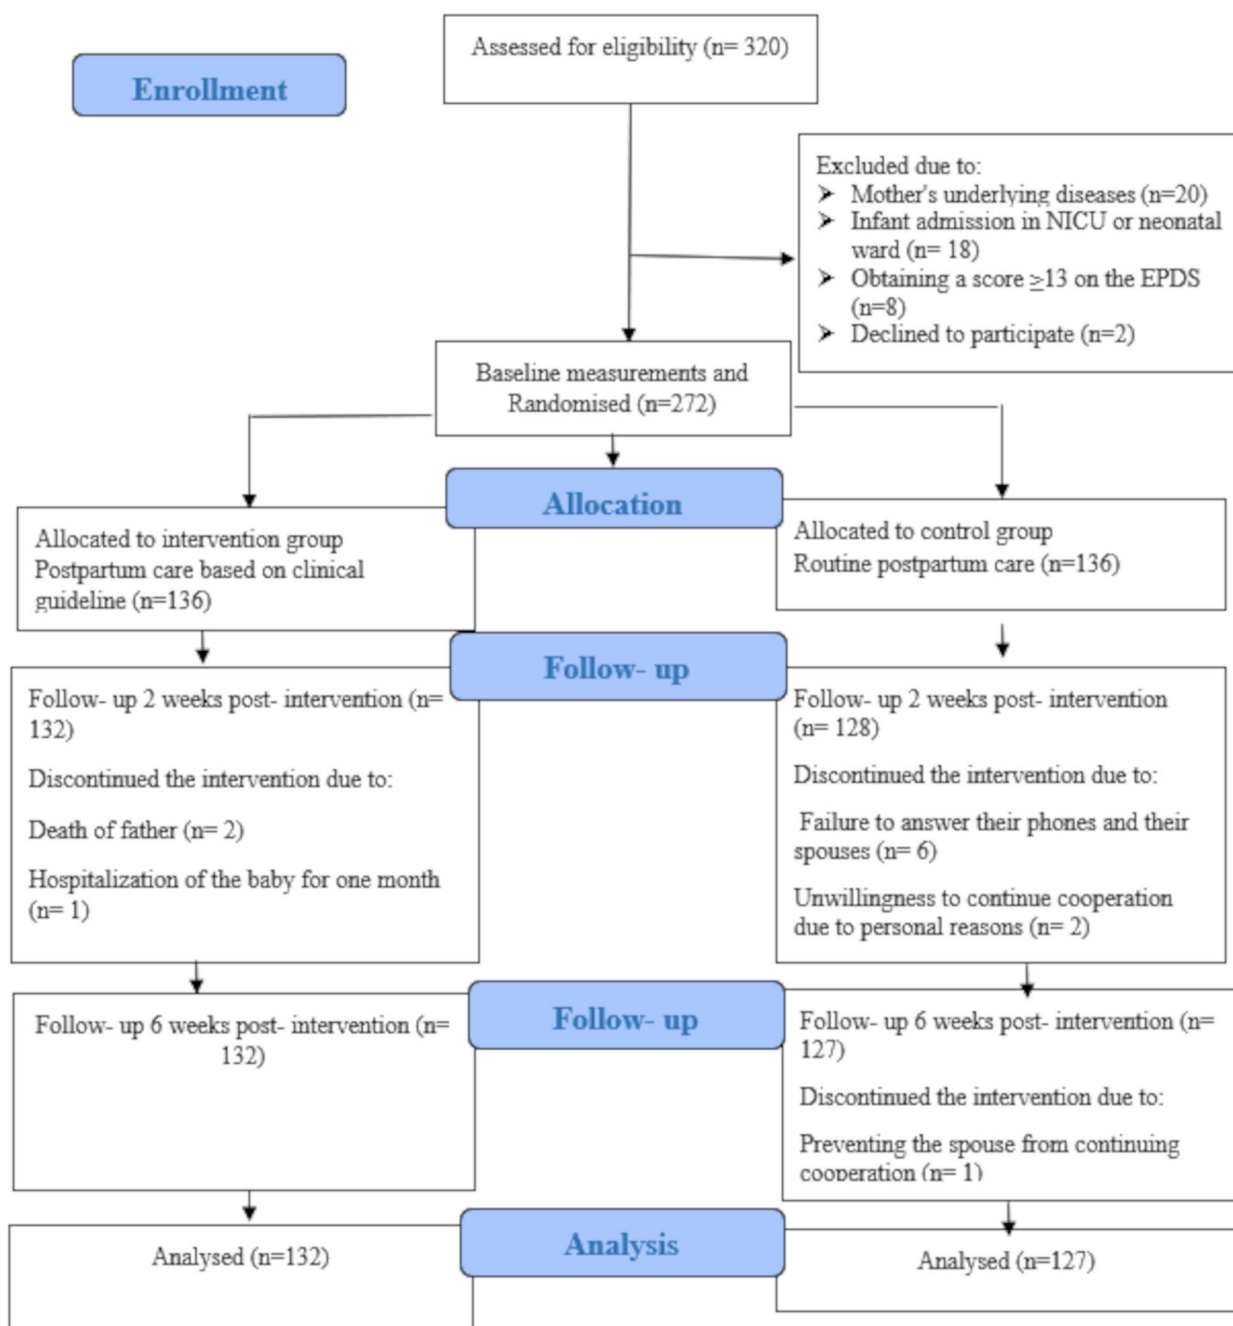 Assessed for eligibility (n= 320)
Enrollment
Excluded due to:
➢ Mother's underlying diseases (n=20)
➢ Infant admission in NICU or neonatal
ward (n= 18)
➢ Obtaining a score ≥13 on the EPDS
(n=8)
➢ Declined to participate (n=2)
Baseline measurements and
Randomised (n=272)
Allocation
Allocated to intervention group
Postpartum care based on clinical
guideline (n=136)
Allocated to control group
Routine postpartum care (n=136)
Follow- up
Follow- up 2 weeks post- intervention (n=
132)
Discontinued the intervention due to:
Death of father (n= 2)
Hospitalization of the baby for one month
(n= 1)
Follow- up 2 weeks post- intervention
(n= 128)
Discontinued the intervention due to:
Failure to answer their phones and their
spouses (n= 6)
Unwillingness to continue cooperation
due to personal reasons (n= 2)
Follow- up
Follow- up 6 weeks post- intervention (n=
132)
Follow- up 6 weeks post- intervention (n=
127)
Discontinued the intervention due to:
Preventing the spouse from continuing
cooperation (n= 1)
Analysis
Analysed (n=132)
Analysed (n=127)